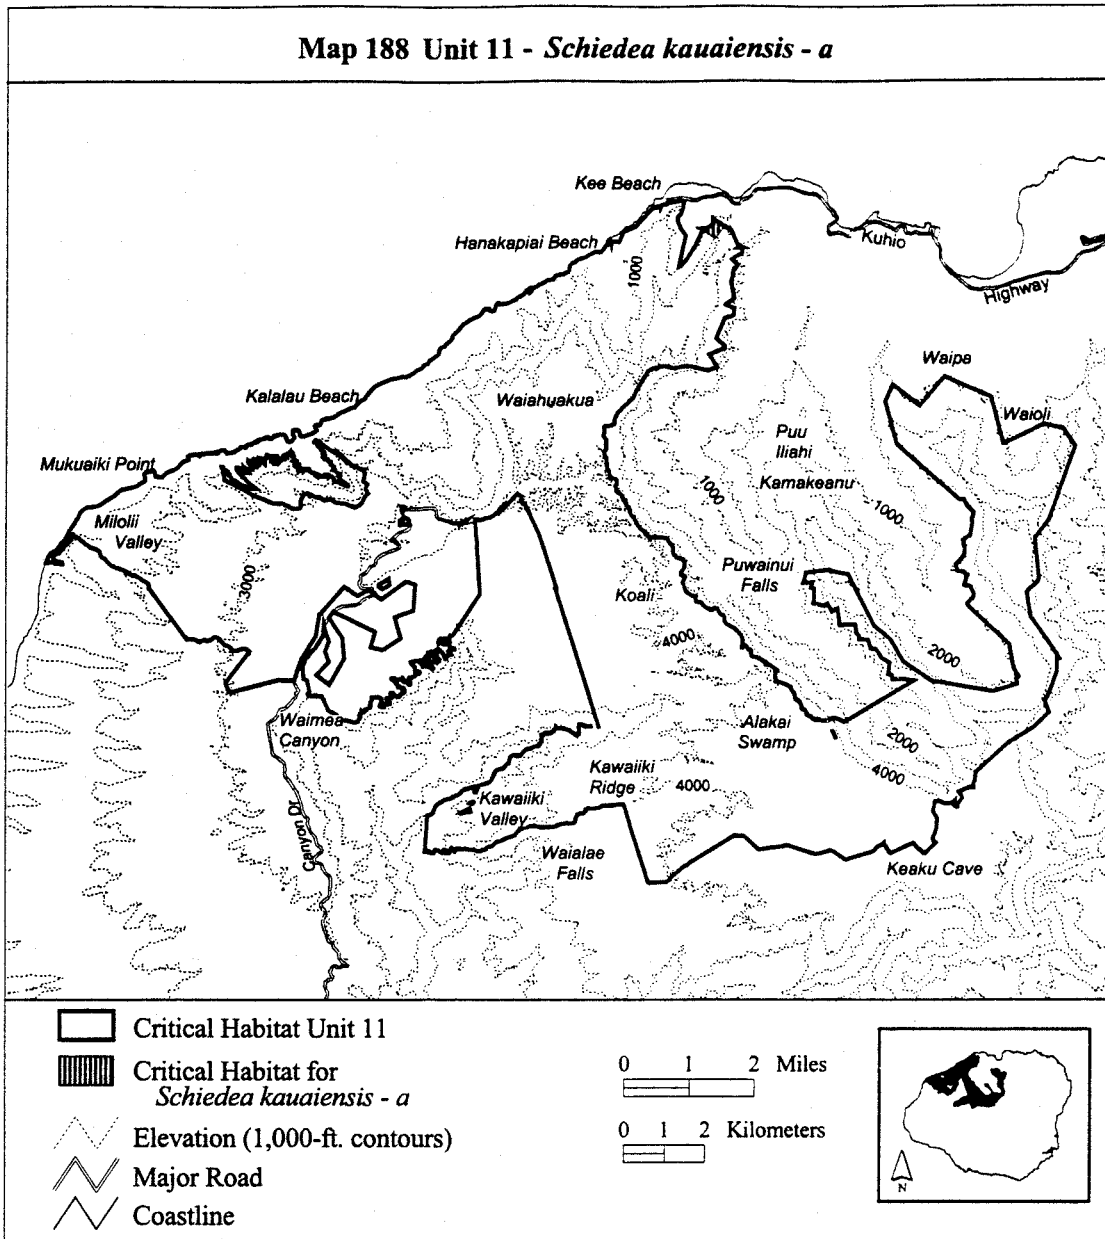 Map 188 Unit 11 - Schiedea kauaiensis - a
Kee Beach
Hanakapiai Beach
Kuhio
Highway
1000
Waipa
Kalalau Beach
Waiahuakua
Waioli
Puu
Iliahi
Mukuaiki Point
Kamakeanu
1000
1000
Milolii
Valley
Puwainui
Falls
3000
Koali
4000
2000
Waimea
Canyon
Alakai
Swamp
2000
4000
Kawaiiki
Ridge
4000
Kawaiiki
Valley
Canyon Dr
Waialae
Falls
Keaku Cave
Critical Habitat Unit 11
Critical Habitat for
Schiedea kauaiensis - a
Elevation (1,000-ft. contours)
Major Road
Coastline
0 1 2 Miles
0 1 2 Kilometers
N